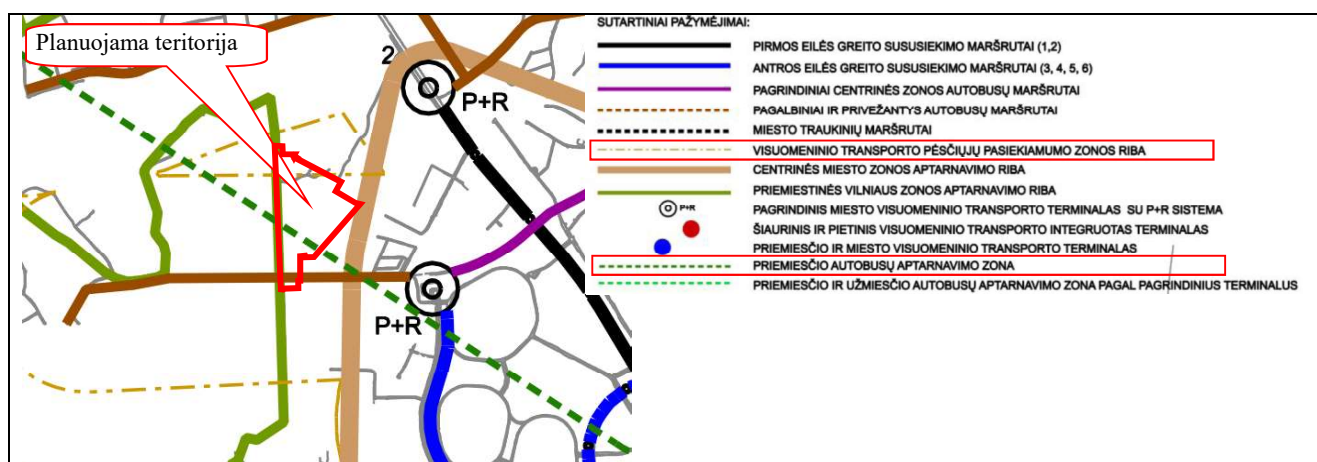 Planuojama teritorija
2
P+R
P+R
SUTARTINIAI PAŽYMĖJIMAI:
PIRMOS EILĖS GREITO SUSUSIEKIMO MARŠRUTAI (1,2)
ANTROS EILĖS GREITO SUSUSIEKIMO MARŠRUTAI (3, 4, 5, 6)
PAGRINDINIAI CENTRINĖS ZONOS AUTOBUSŲ MARŠRUTAI
PAGALBINIAI IR PRIVEŽANTYS AUTOBUSŲ MARŠRUTAI
MIESTO TRAUKINIŲ MARŠRUTAI
VISUOMENINIO TRANSPORTO PĖSČIŲJŲ PASIEKIAMUMO ZONOS RIBA
CENTRINĖS MIESTO ZONOS APTARNAVIMO RIBA
PRIEMIESTINĖS VILNIAUS ZONOS APTARNAVIMO RIBA
P+R PAGRINDINIS MIESTO VISUOMENINIO TRANSPORTO TERMINALAS SU P+R SISTEMA
ŠIAURINIS IR PIETINIS VISUOMENINIO TRANSPORTO INTEGRUOTAS TERMINALAS
PRIEMIESČIO IR MIESTO VISUOMENINIO TRANSPORTO TERMINALAS
PRIEMIESČIO AUTOBUSŲ APTARNAVIMO ZONA
PRIEMIESČIO IR UŽMIESČIO AUTOBUSŲ APTARNAVIMO ZONA PAGAL PAGRINDINIUS TERMINALUS